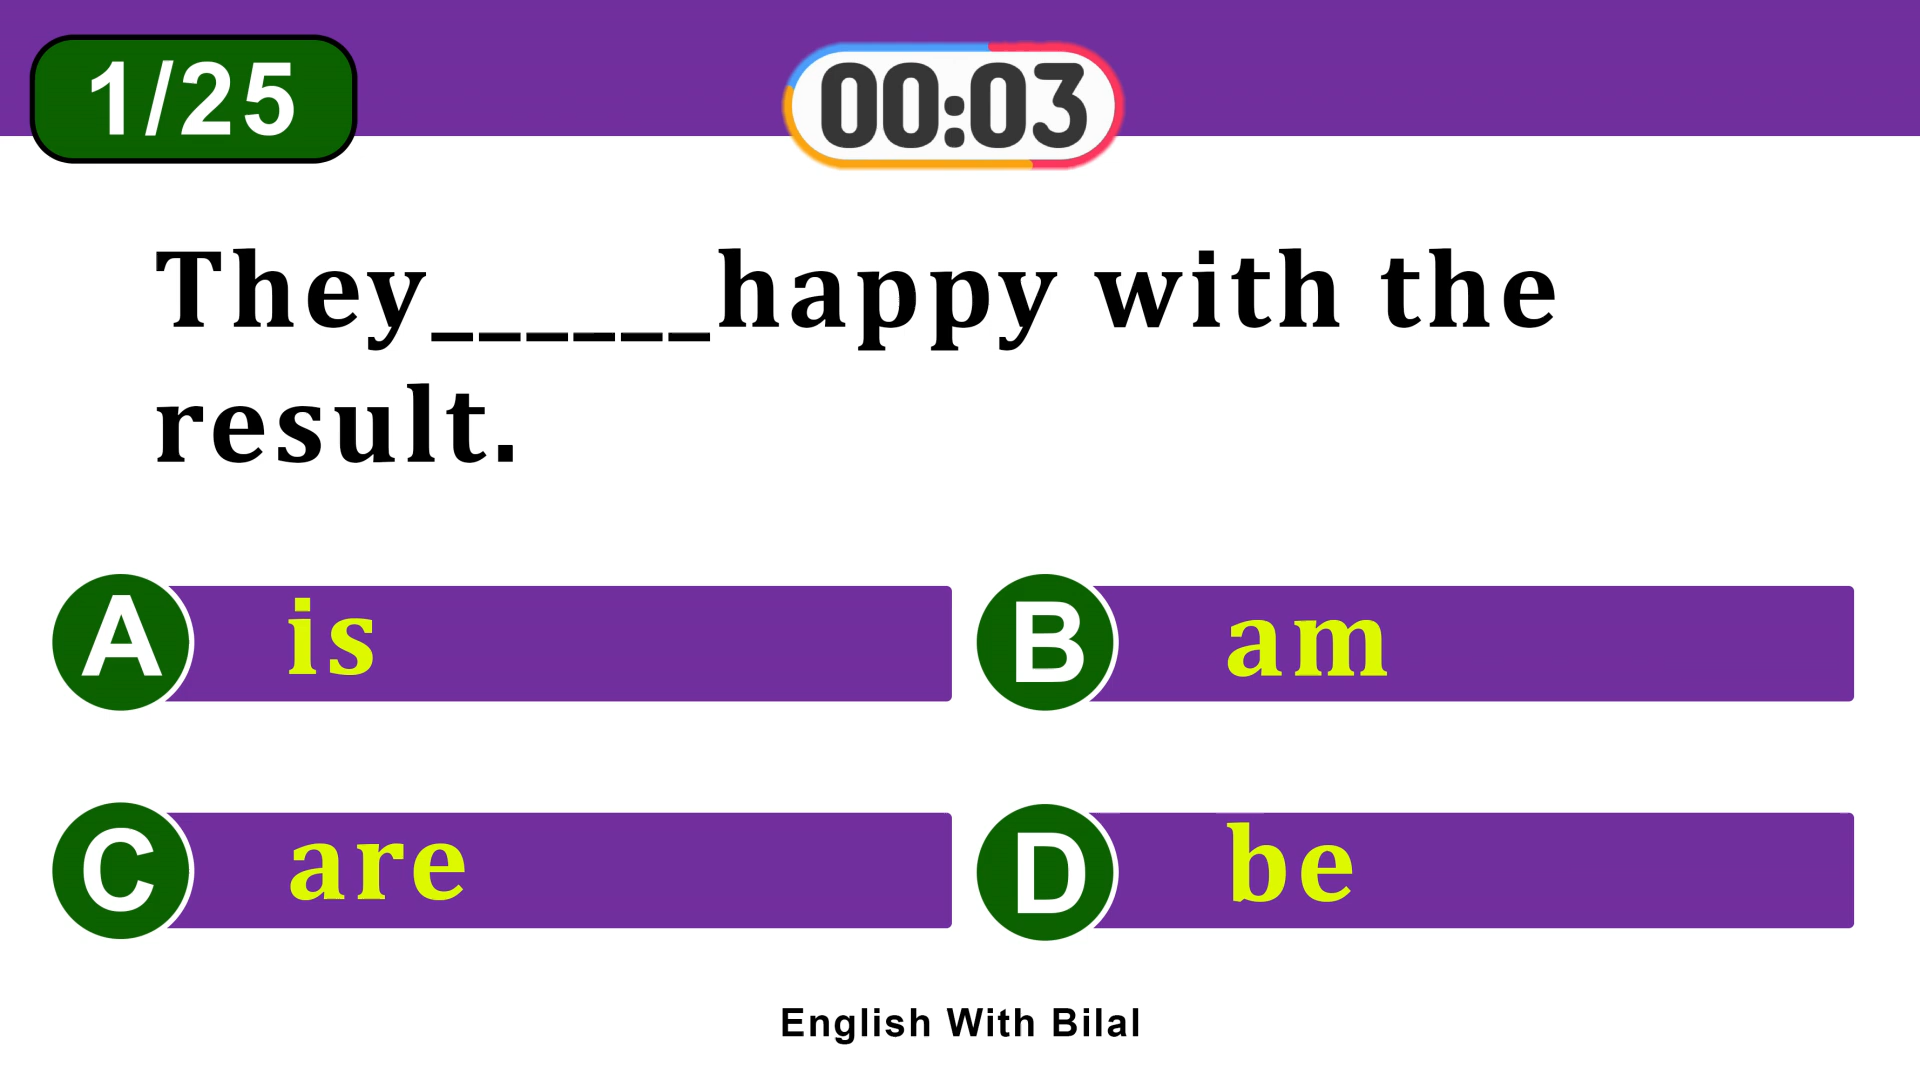 1/25
00:03
They______happy with the
result.
A is
B am
C are
D be
English With Bilal